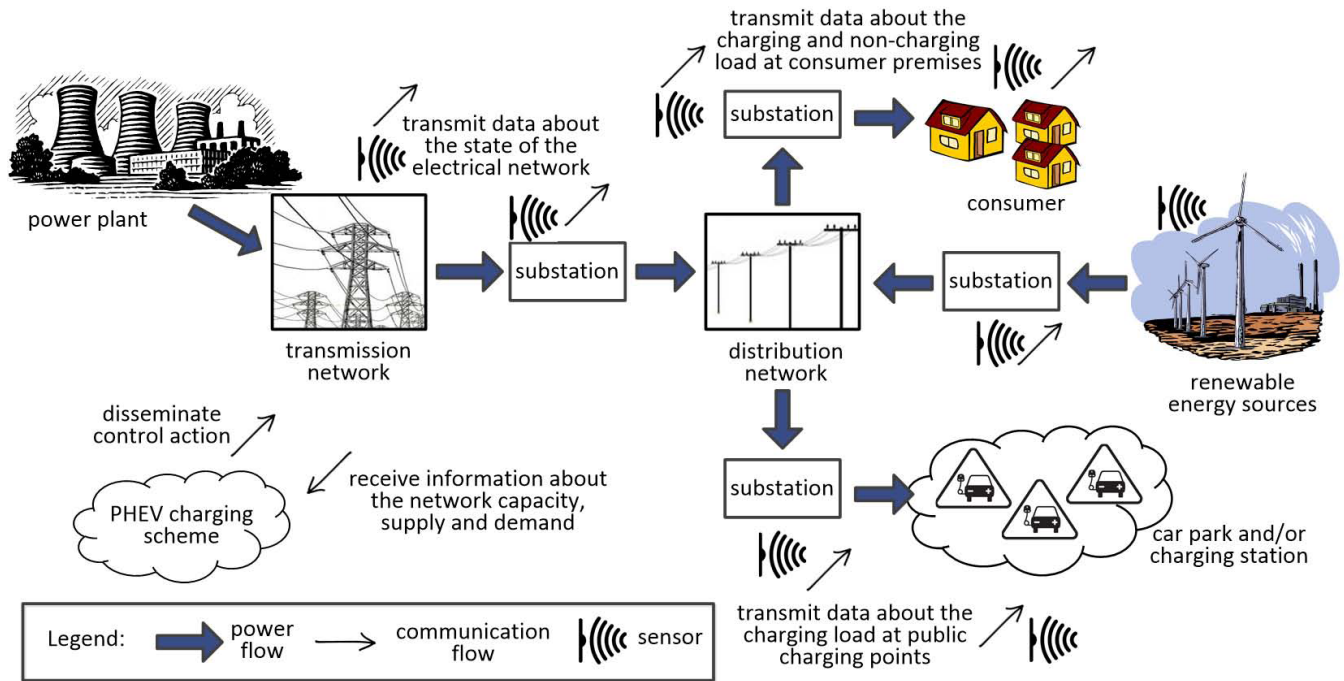 transmit data about the
charging and non-charging
load at consumer premises
substation
transmit data about
the state of the
electrical network
power plant
consumer
substation
substation
transmission
network
distribution
network
renewable
energy sources
disseminate
control action
receive information about
the network capacity,
supply and demand
PHEV charging
scheme
substation
car park and/or
charging station
transmit data about the
charging load at public
charging points
Legend:
power
flow
communication
flow
sensor